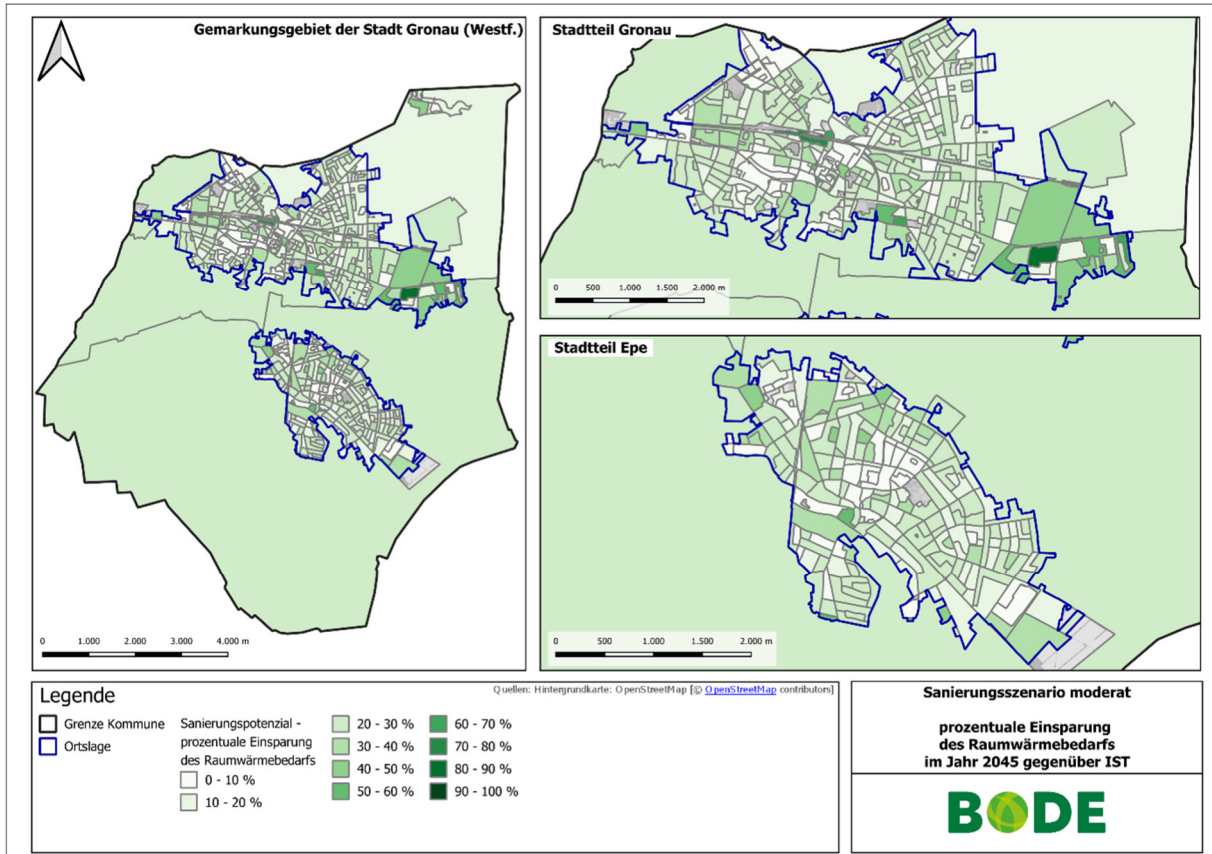 Gemarkungsgebiet der Stadt Gronau (Westf.)
0 1.000 2.000 3.000 4.000 m
Stadtteil Gronau
0 500 1.000 1.500 2.000 m
Stadtteil Epe
0 500 1.000 1.500 2.000 m
Legende
Grenze Kommune
Ortslage
Sanierungspotenzial -
prozentuale Einsparung
des Raumwärmebedarfs
0 - 10 %
10 - 20 %
20 - 30 %
30 - 40 %
40 - 50 %
50 - 60 %
60 - 70 %
70 - 80 %
80 - 90 %
90 - 100 %
Quellen: Hintergrundkarte: OpenStreetMap [© OpenStreetMap contributors]
Sanierungsszenario moderat
prozentuale Einsparung
des Raumwärmebedarfs
im Jahr 2045 gegenüber IST
BODE